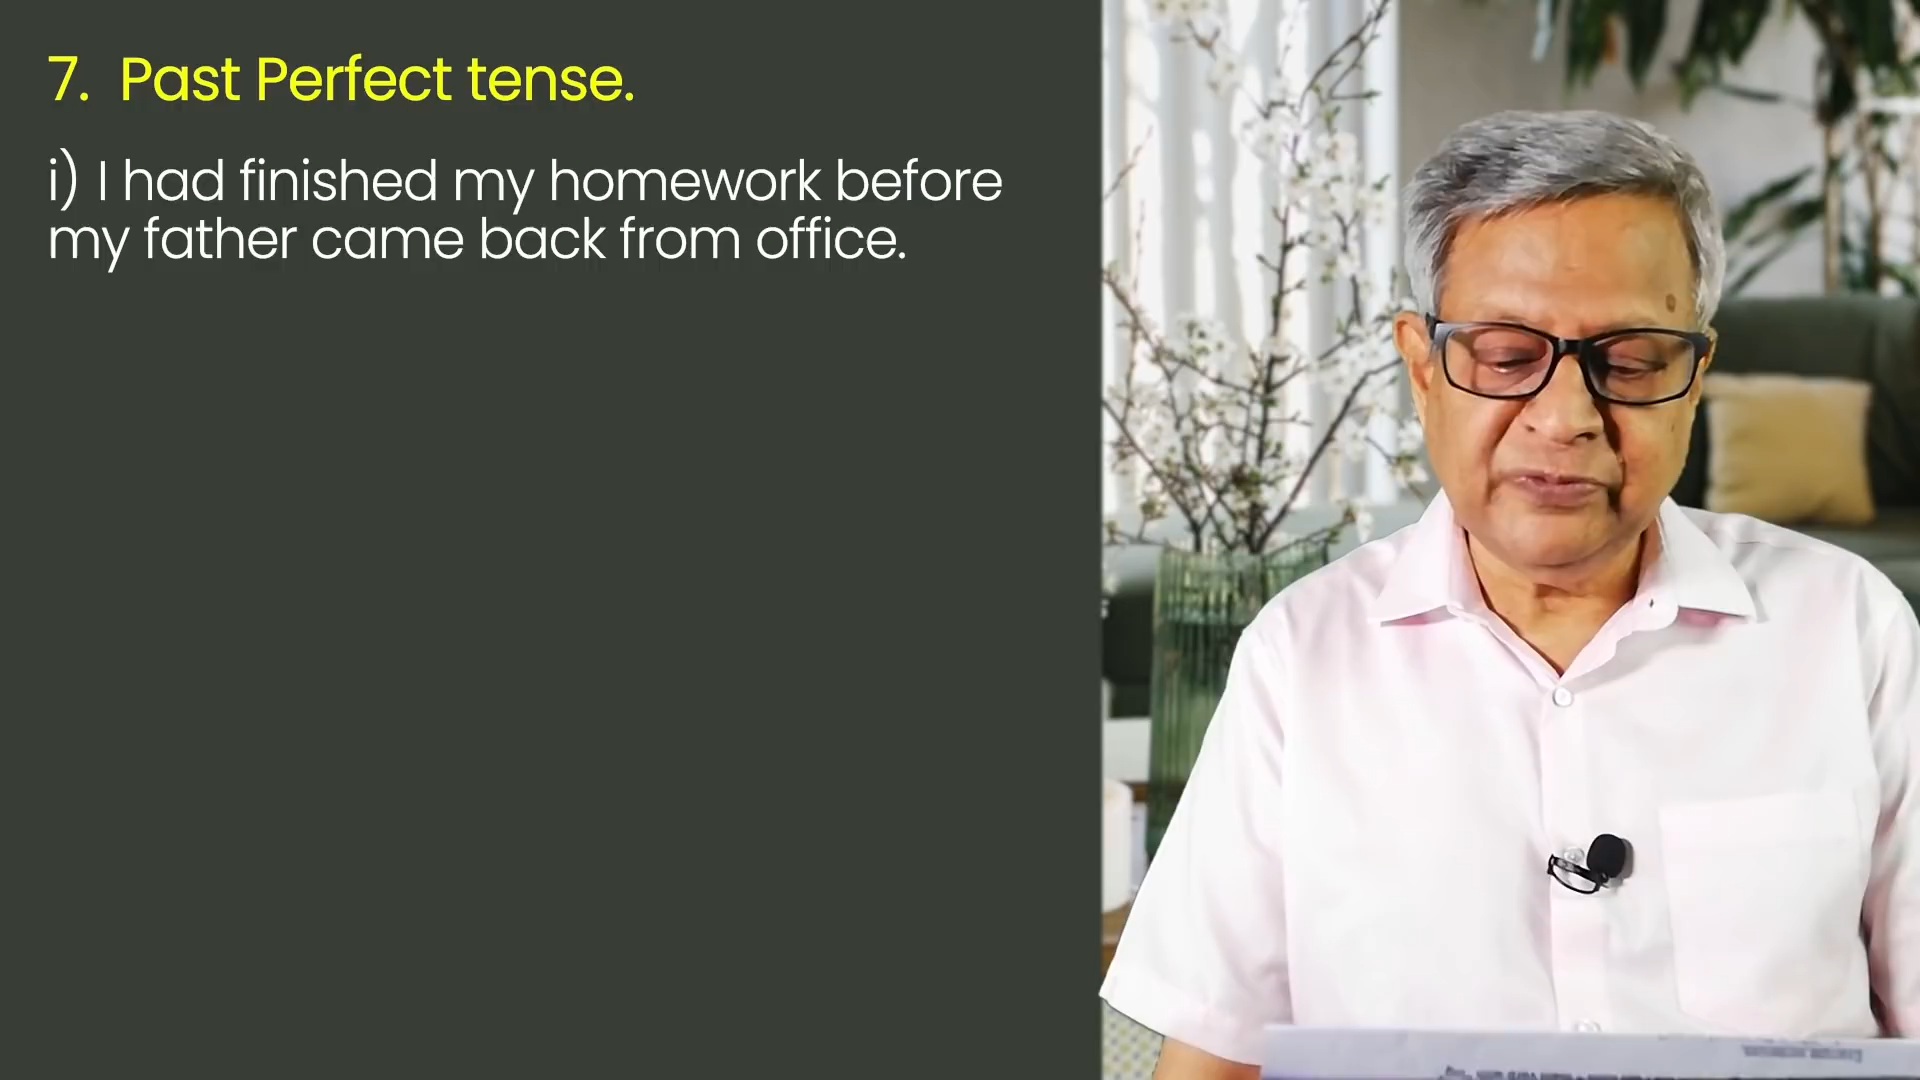 7. Past Perfect tense.
i) I had finished my homework before
my father came back from office.